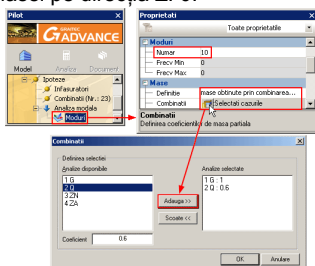 Pilot
Proprietati
GRAITEC
ADVANCE
Toate proprietatile
Model
Analiza
Document
Moduri
Numar 10
Frecv Min 0
Frecv Max 0
Mase
Definitie mase obtinute prin combinarea...
Combinatii Selectati cazurile
Combinatii
Definirea coeficientilor de masa partiala
Ipoteze
Infasuratori
Combinatii (Nr.: 23)
Analiza modala
Moduri
Combinatii
Definirea selectiei
Analize disponibile
Analize selectate
1 G
2 Q
3 ZN
4 ZA
1 G : 1
2 Q : 0.6
Adauga >>
Scoate <<
Coeficient 0.6
OK
Anulare